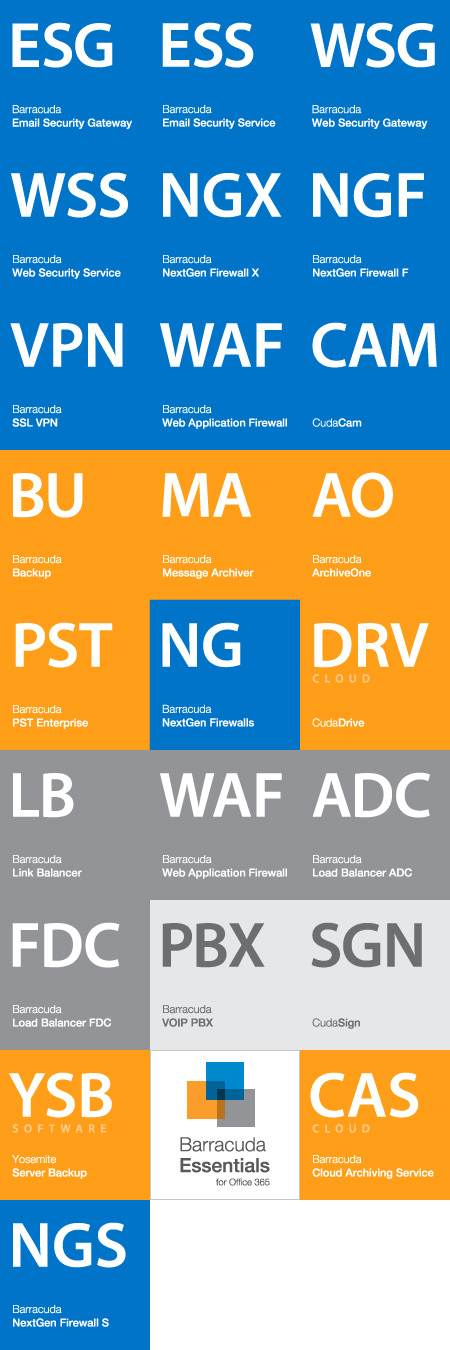 ESG
Barracuda
Email Security Gateway
ESS
Barracuda
Email Security Service
WSG
Barracuda
Web Security Gateway
WSS
Barracuda
Web Security Service
NGX
Barracuda
NextGen Firewall X
NGF
Barracuda
NextGen Firewall F
VPN
Barracuda
SSL VPN
WAF
Barracuda
Web Application Firewall
CAM
CudaCam
BU
Barracuda
Backup
MA
Barracuda
Message Archiver
AO
Barracuda
ArchiveOne
PST
Barracuda
PST Enterprise
NG
Barracuda
NextGen Firewalls
DRV
CLOUD
CudaDrive
LB
Barracuda
Link Balancer
WAF
Barracuda
Web Application Firewall
ADC
Barracuda
Load Balancer ADC
FDC
Barracuda
Load Balancer FDC
PBX
Barracuda
VOIP PBX
SGN
CudaSign
YSB
SOFTWARE
Yosemite
Server Backup
Barracuda
Essentials
for Office 365
CAS
CLOUD
Barracuda
Cloud Archiving Service
NGS
Barracuda
NextGen Firewall S